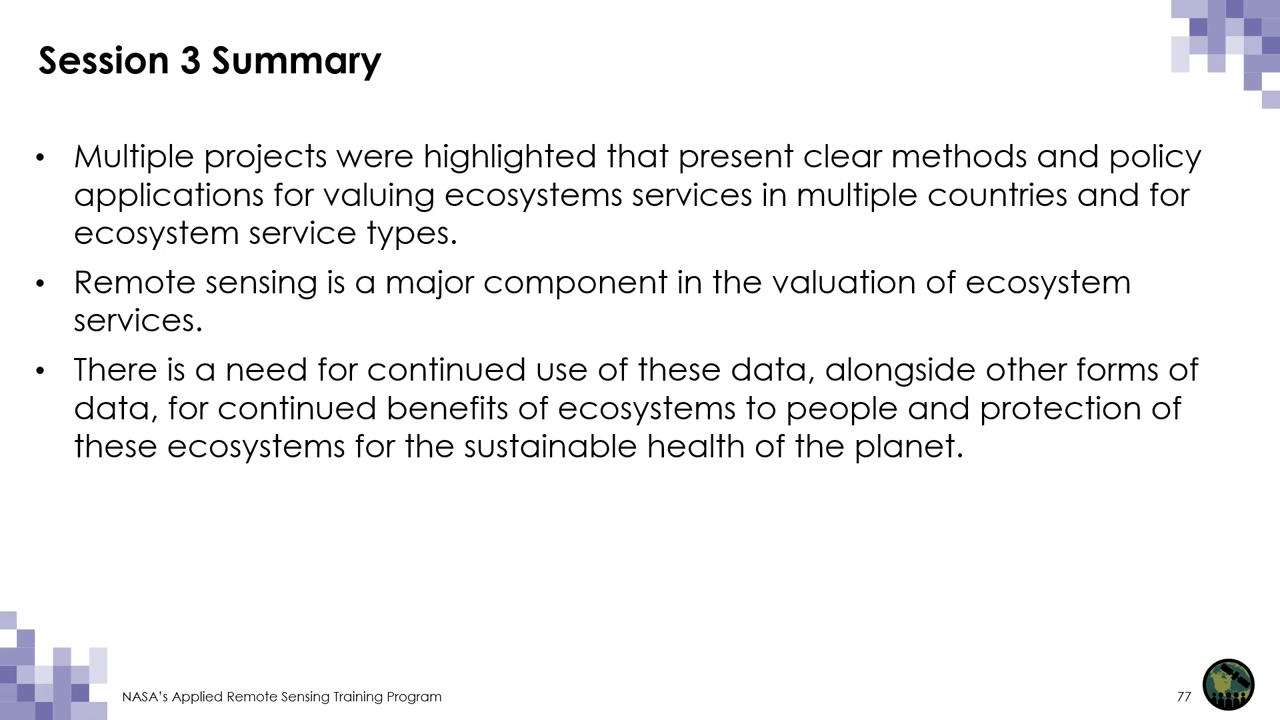 Session 3 Summary
• Multiple projects were highlighted that present clear methods and policy
applications for valuing ecosystems services in multiple countries and for
ecosystem service types.
• Remote sensing is a major component in the valuation of ecosystem
services.
• There is a need for continued use of these data, alongside other forms of
data, for continued benefits of ecosystems to people and protection of
these ecosystems for the sustainable health of the planet.
NASA's Applied Remote Sensing Training Program
77